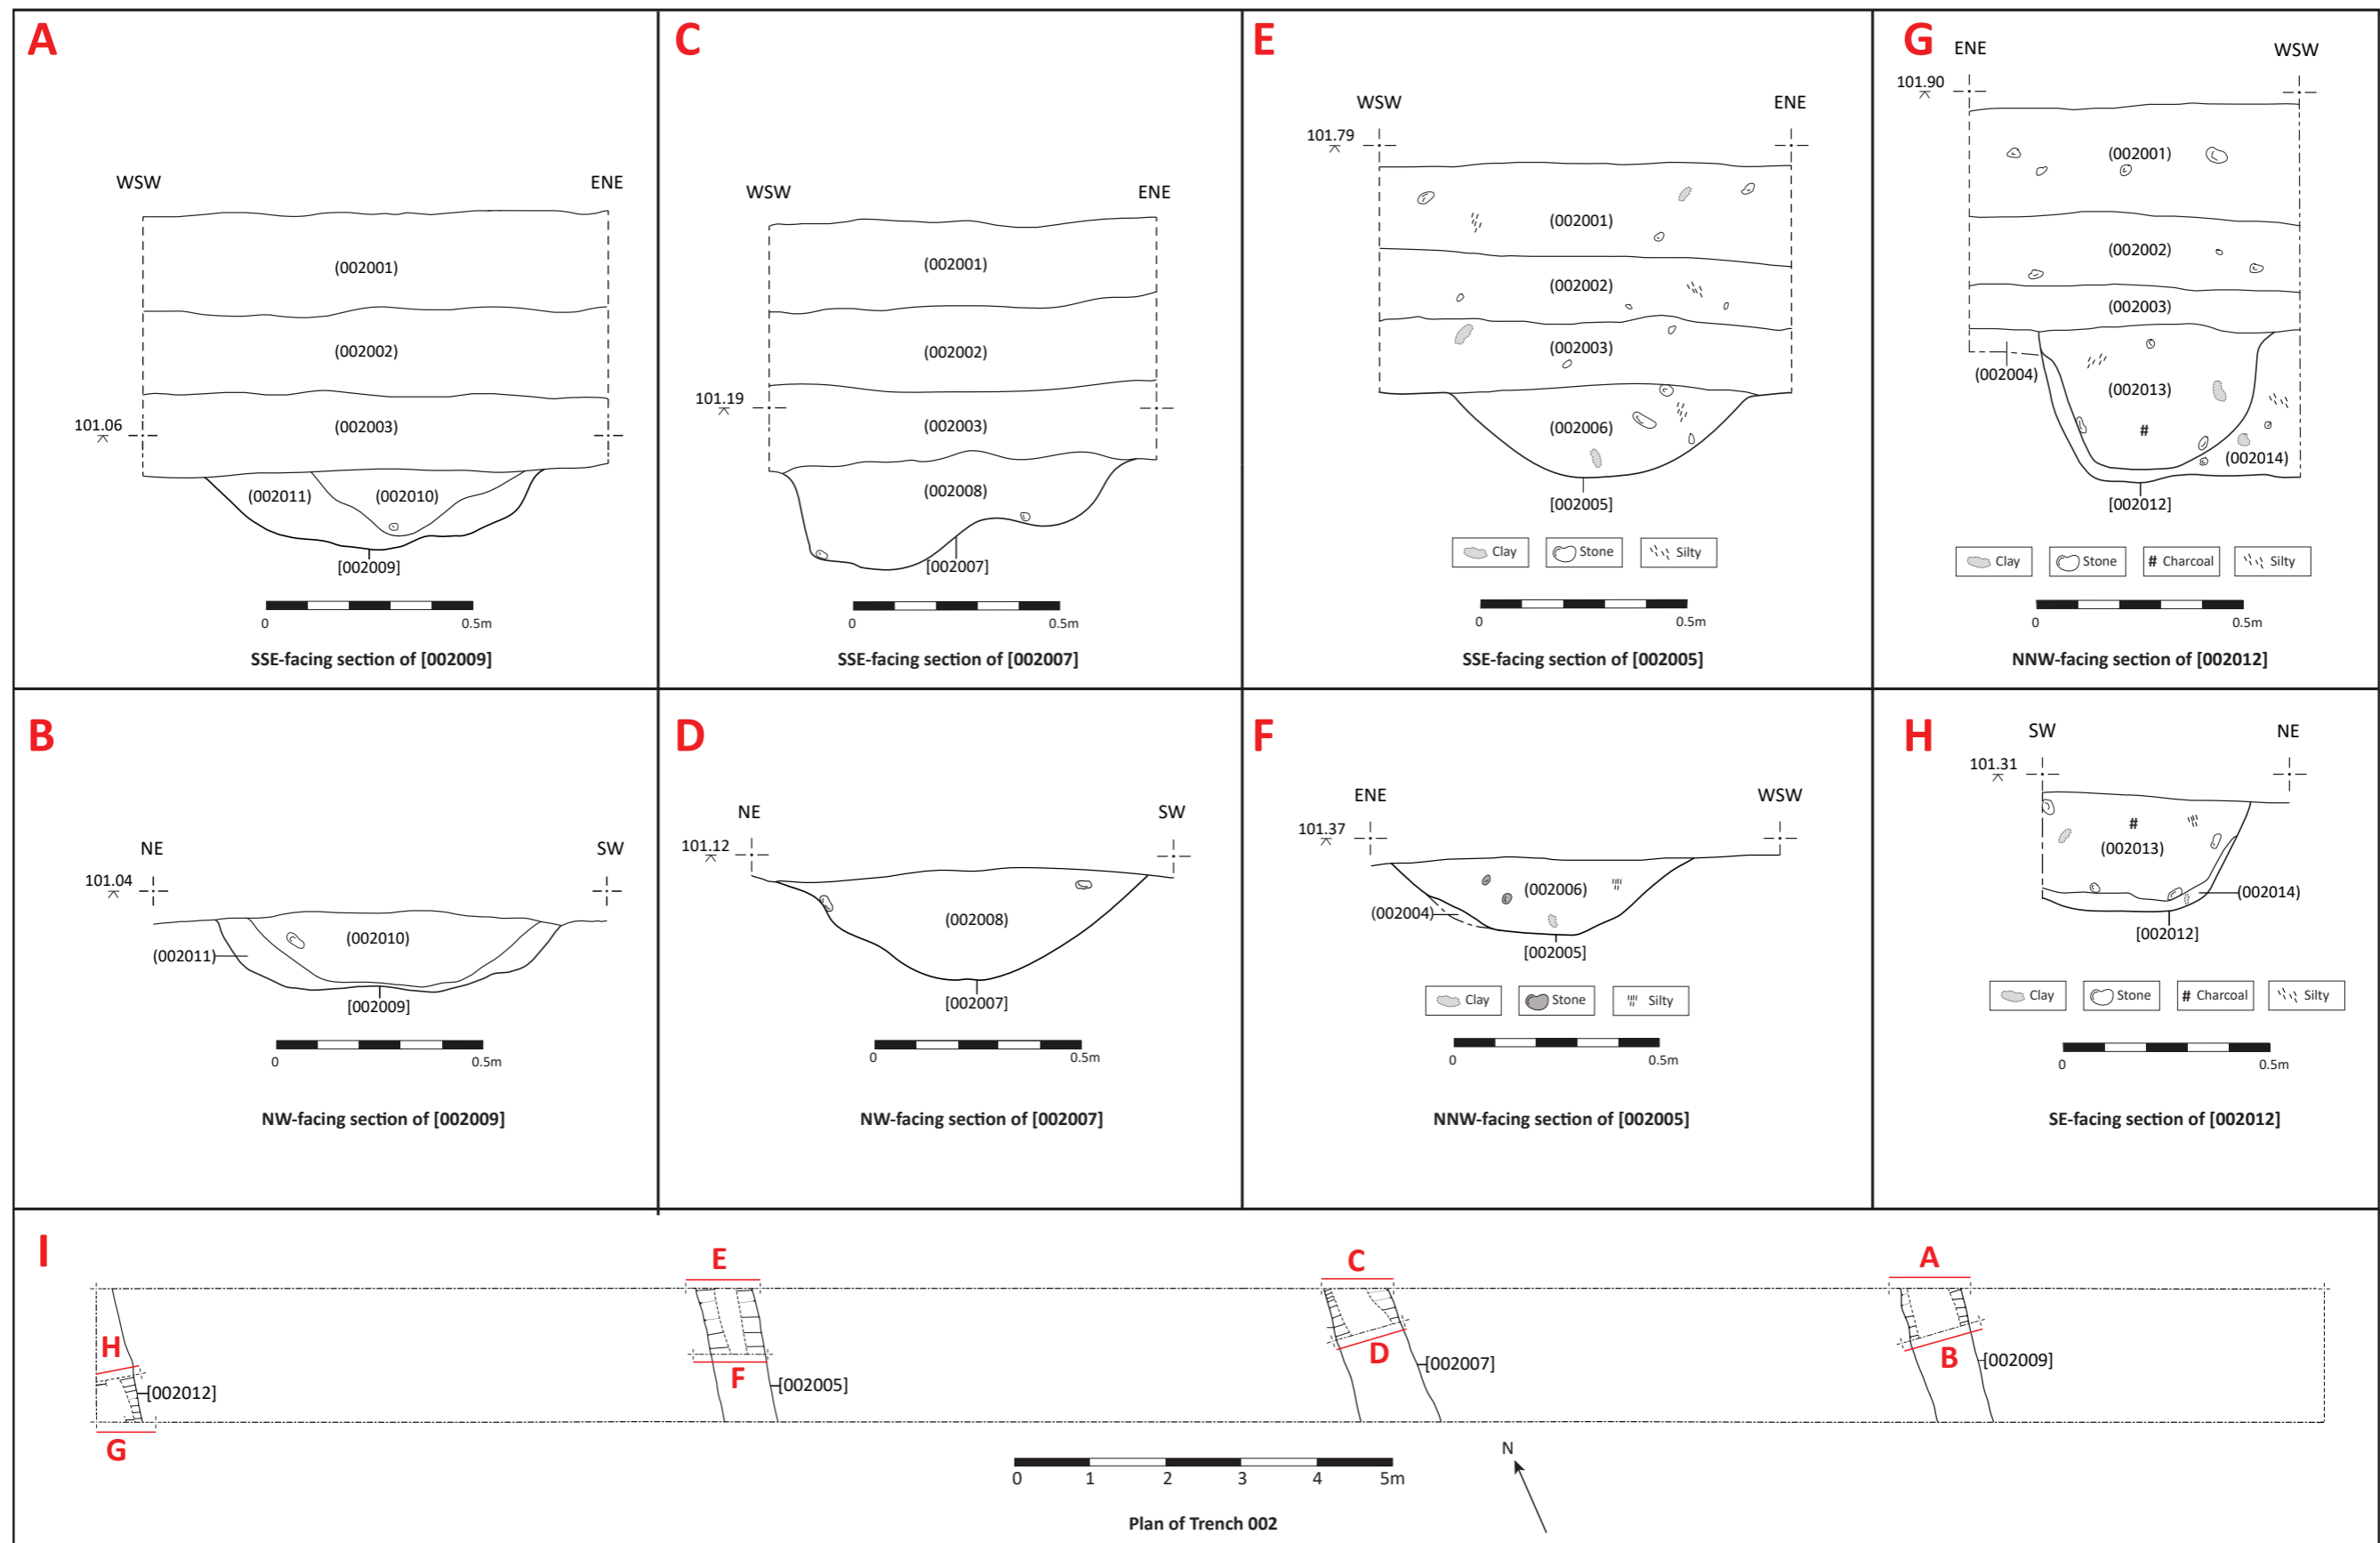 A
WSW
ENE
(002001)
(002002)
(002003)
101.06
(002011)
(002010)
[002009]
0
0.5m
SSE-facing section of [002009]
C
WSW
ENE
(002001)
(002002)
101.19
(002003)
(002008)
[002007]
0
0.5m
SSE-facing section of [002007]
E
WSW
ENE
101.79
(002001)
(002002)
(002003)
(002006)
[002005]
Clay
Stone
Silty
0
0.5m
SSE-facing section of [002005]
G
ENE
WSW
101.90
(002001)
(002002)
(002003)
(002004)
(002013)
#
(002014)
[002012]
Clay
Stone
# Charcoal
Silty
0
0.5m
NNW-facing section of [002012]
B
NE
SW
101.04
(002010)
(002011)
[002009]
0
0.5m
NW-facing section of [002009]
D
NE
SW
101.12
(002008)
[002007]
0
0.5m
NW-facing section of [002007]
F
ENE
WSW
101.37
(002006)
(002004)
[002005]
Clay
Stone
Silty
0
0.5m
NNW-facing section of [002005]
H
SW
NE
101.31
#
(002013)
(002014)
[002012]
Clay
Stone
# Charcoal
Silty
0
0.5m
SE-facing section of [002012]
I
E
C
A
H
F
D
B
[002012]
[002005]
[002007]
[002009]
G
N
0 1 2 3 4 5m
Plan of Trench 002